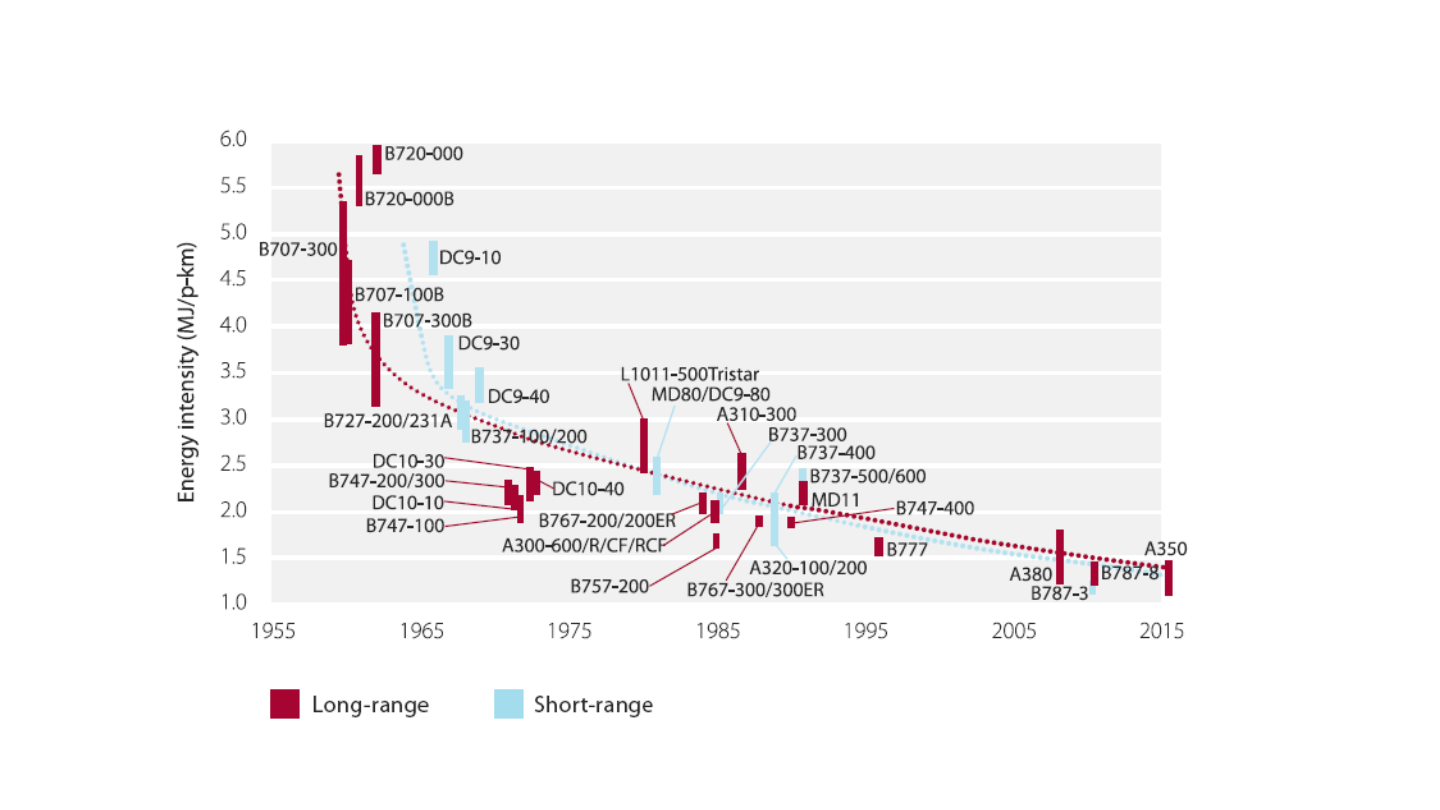 6.0
B720-000
5.5
B720-000B
5.0
B707-300
DC9-10
4.5
B707-100B
4.0
B707-300B
DC9-30
3.5
L1011-500Tristar
MD80/DC9-80
DC9-40
A310-300
3.0
B727-200/231A
B737-100/200
B737-300
B737-400
2.5
DC10-30
B737-500/600
B747-200/300
DC10-40
MD11
DC10-10
B747-400
2.0
B747-100
B767-200/200ER
A300-600/R/CF/RCF
B777
A350
1.5
A320-100/200
A380
B787-8
B757-200
B767-300/300ER
B787-3
1.0
Energy intensity (MJ/p-km)
1955 1965 1975 1985 1995 2005 2015
Long-range Short-range